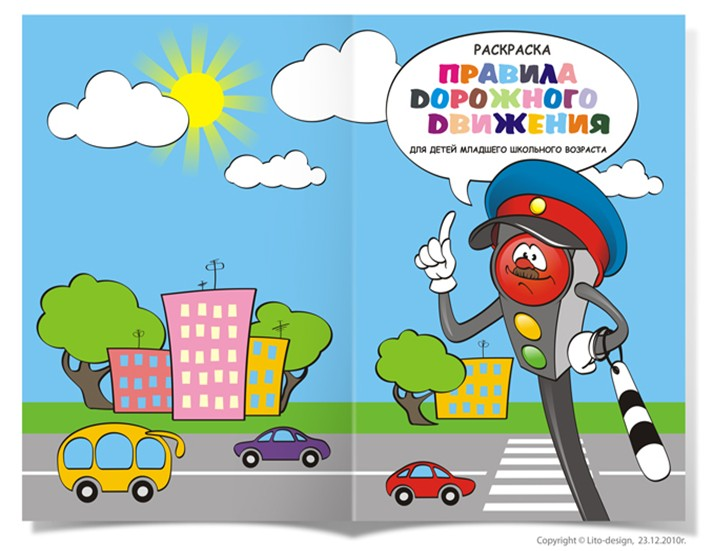 РАСКРАСКА
ПРАВИЛА
ДОРОЖНОГО
ДВИЖЕНИЯ
ДЛЯ ДЕТЕЙ МЛАДШЕГО ШКОЛЬНОГО ВОЗРАСТА
Copyright © Lito-design, 23.12.2010г.